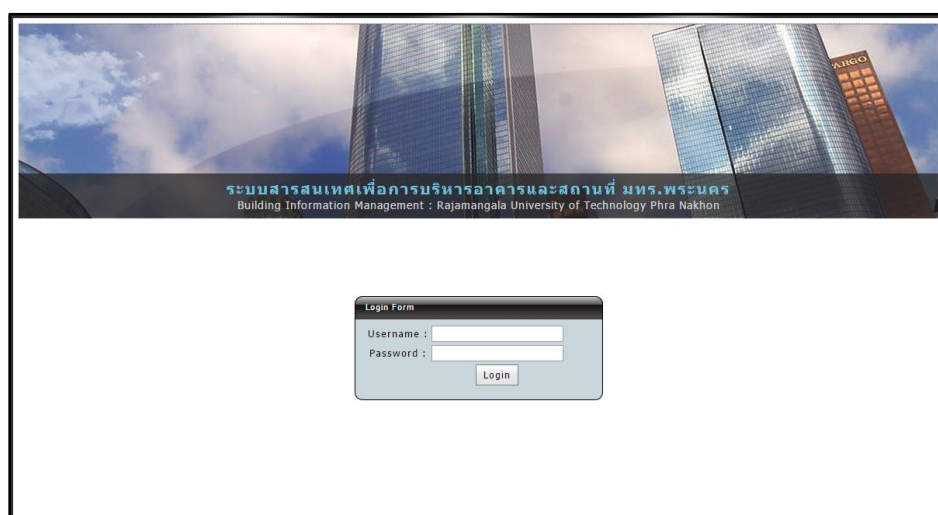 ARGO
ระบบสารสนเทศเพื่อการบริหารอาคารและสถานที่ มทร.พระนคร
Building Information Management : Rajamangala University of Technology Phra Nakhon
Login Form
Username :
Password :
Login